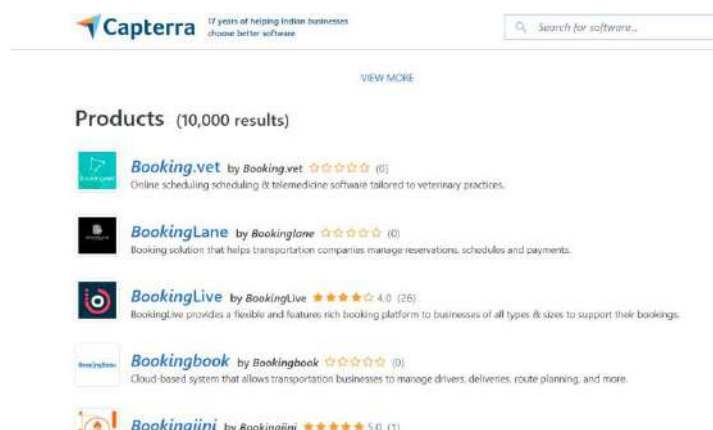 Capterra
17 years of helping Indian businesses
choose better software
Search for software...
VIEW MORE
Products (10,000 results)
Booking.vet by Booking.vet (0)
Online scheduling scheduling & telemedicine software tailored to veterinary practices.
BookingLane by Bookinglane (0)
Booking solution that helps transportation companies manage reservations, schedules and payments.
BookingLive by BookingLive 4.0 (26)
BookingLive provides a flexible and features rich booking platform to businesses of all types & sizes to support their bookings.
Bookingbook by Bookingbook (0)
Cloud-based system that allows transportation businesses to manage drivers, deliveries, route planning, and more.
Bookingjini by Bookingjini 5.0 (1)